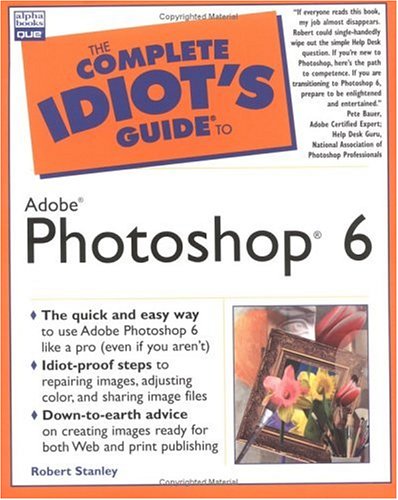 Copyrighted Material
alpha
books
QUE
THE
COMPLETE
IDIOT'S
GUIDE® TO
"If everyone reads this book,
my job almost disappears.
Robert could single-handedly
wipe out the simple Help Desk
question. If you're new to
Photoshop, here's the path
to competence. If you are
transitioning to Photoshop 6,
prepare to be enlightened
and entertained."
Pete Bauer,
Adobe Certified Expert;
Help Desk Guru,
National Association of
Photoshop Professionals
Adobe®
Photoshop® 6
♦ The quick and easy way
to use Adobe Photoshop 6
like a pro (even if you aren't)
♦ Idiot-proof steps to
repairing images, adjusting
color, and sharing image files
♦ Down-to-earth advice
on creating images ready for
both Web and print publishing
Robert Stanley
Copyrighted Material